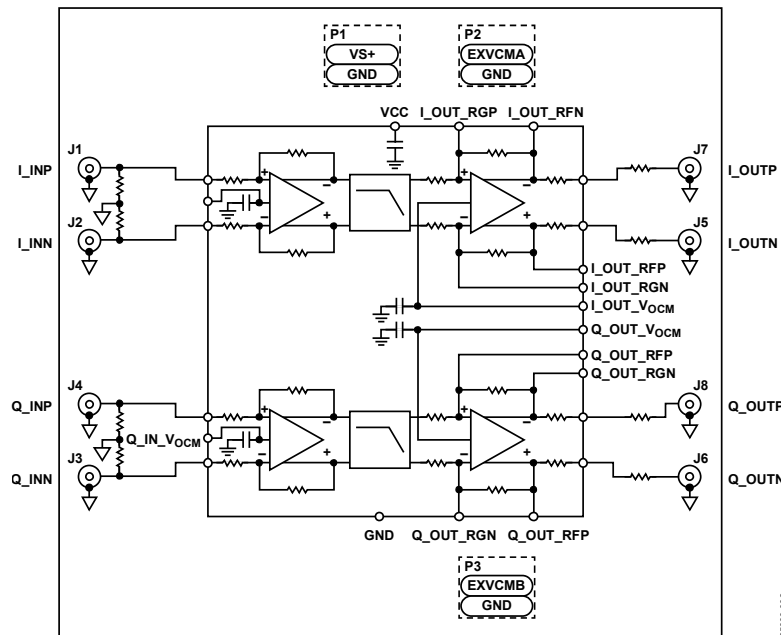 P1
VS+
GND
P2
EXVCMA
GND
VCC
I_OUT_RGP
I_OUT_RFN
J1
I_INP
J7
I_OUTP
J2
I_INN
J5
I_OUTN
I_OUT_RFP
I_OUT_RGN
I_OUT_VOCM
Q_OUT_VOCM
Q_OUT_RFP
Q_OUT_RGN
J4
Q_INP
J8
Q_OUTP
Q_IN_VOCM
J3
Q_INN
J6
Q_OUTN
GND
Q_OUT_RGN
Q_OUT_RFP
P3
EXVCMB
GND